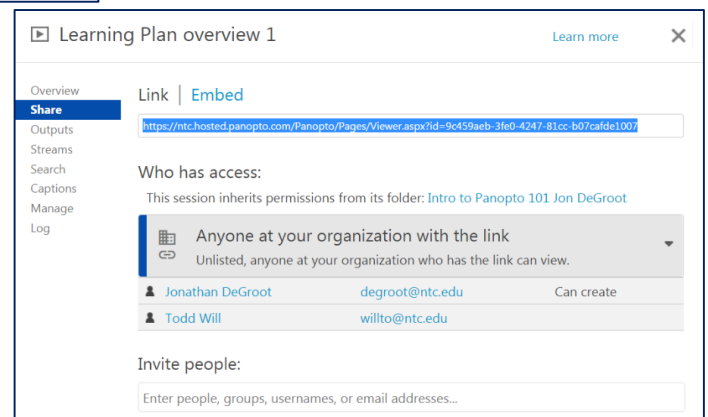 Learning Plan overview 1 Learn more
Overview
Share
Outputs
Streams
Search
Captions
Manage
Log
Link | Embed
https://ntc.hosted.panopto.com/Panopto/Pages/Viewer.aspx?id=9c459aeb-3fe0-4247-81cc-b07cafde1007
Who has access:
This session inherits permissions from its folder: Intro to Panopto 101 Jon DeGroot
Anyone at your organization with the link
Unlisted, anyone at your organization who has the link can view.
Jonathan DeGroot degroot@ntc.edu Can create
Todd Will willto@ntc.edu
Invite people:
Enter people, groups, usernames, or email addresses...